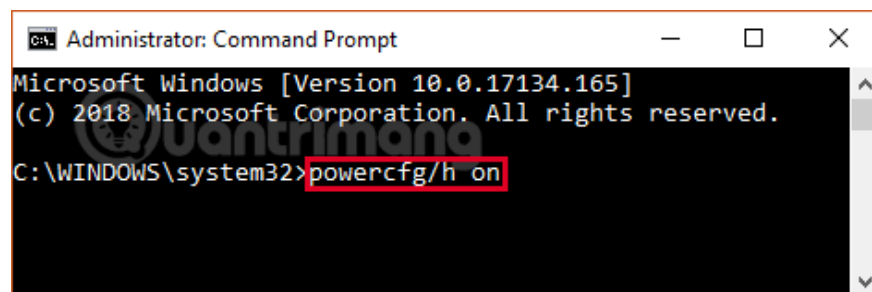 Administrator: Command Prompt
Microsoft Windows [Version 10.0.17134.165]
(c) 2018 Microsoft Corporation. All rights reserved.
Quantrimang
C:\WINDOWS\system32>powercfg/h on